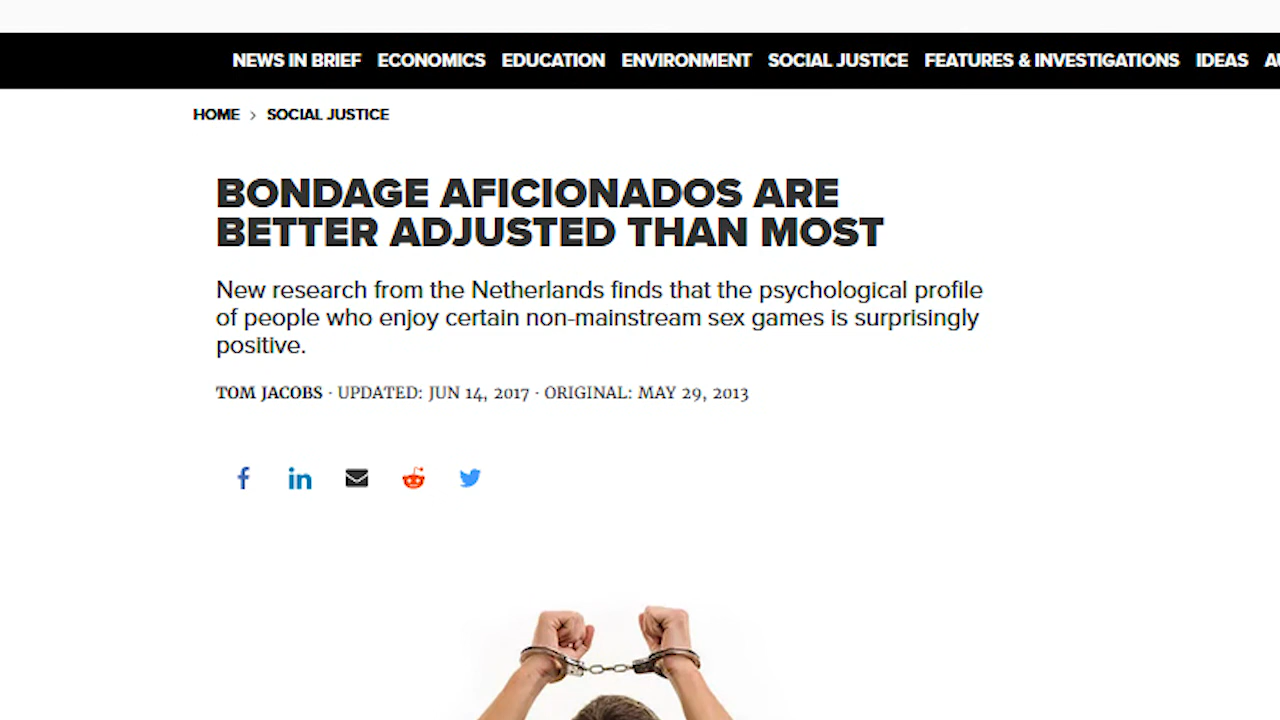 NEWS IN BRIEF ECONOMICS EDUCATION ENVIRONMENT SOCIAL JUSTICE FEATURES & INVESTIGATIONS IDEAS
HOME > SOCIAL JUSTICE
BONDAGE AFICIONADOS ARE
BETTER ADJUSTED THAN MOST
New research from the Netherlands finds that the psychological profile
of people who enjoy certain non-mainstream sex games is surprisingly
positive.
TOM JACOBS · UPDATED: JUN 14, 2017 · ORIGINAL: MAY 29, 2013